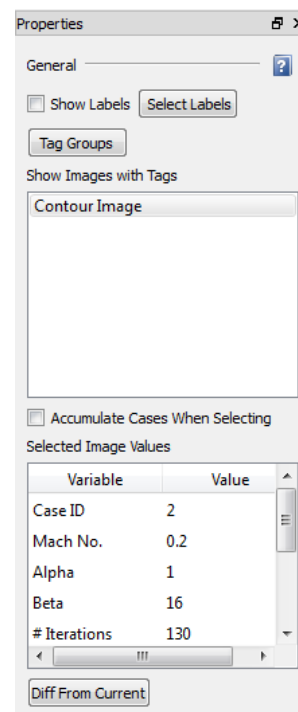 Properties
General
?
Show Labels Select Labels
Tag Groups
Show Images with Tags
Contour Image
Accumulate Cases When Selecting
Selected Image Values
Variable Value
Case ID 2
Mach No. 0.2
Alpha 1
Beta 16
# Iterations 130
Diff From Current